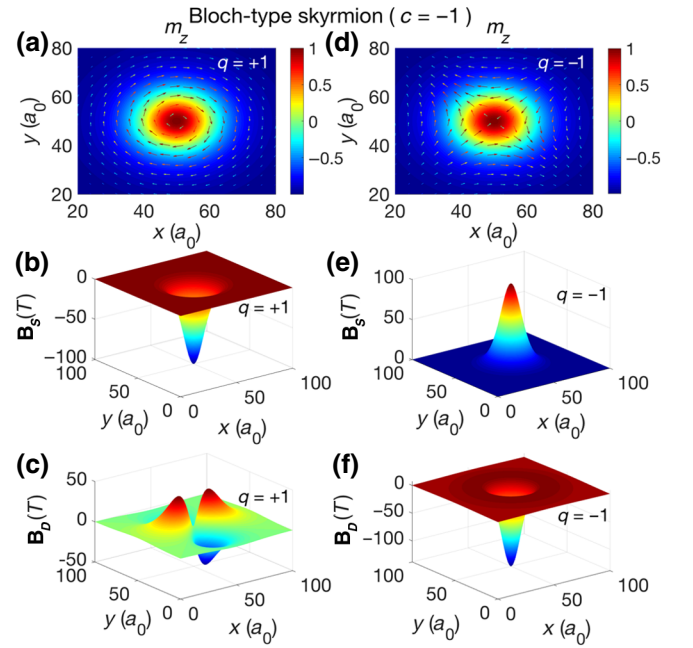 Bloch-type skyrmion ( c = −1 )
(a)
m_z
q = +1
80
60
40
20
y (a_0)
20
40
60
80
x (a_0)
1
0.5
0
−0.5
(d)
m_z
q = −1
80
60
40
20
y (a_0)
20
40
60
80
x (a_0)
1
0.5
0
−0.5
(b)
q = +1
0
−50
−100
B_S(T)
100
50
0
y (a_0)
0
50
100
x (a_0)
(e)
q = −1
100
50
0
B_S(T)
100
50
0
y (a_0)
0
50
100
x (a_0)
(c)
q = +1
50
0
−50
B_D(T)
100
50
0
y (a_0)
0
50
100
x (a_0)
(f)
q = −1
0
−50
−100
B_D(T)
100
50
0
y (a_0)
0
50
100
x (a_0)